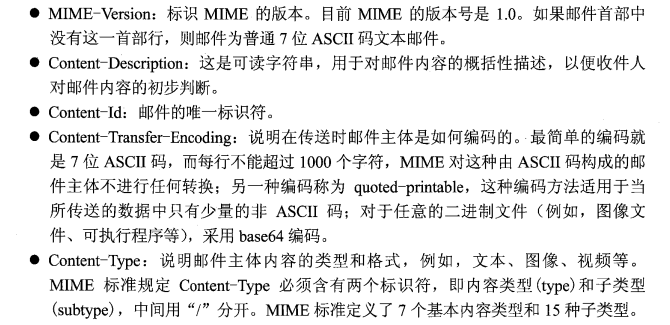 ● MIME-Version：标识 MIME 的版本。目前 MIME 的版本号是 1.0。如果邮件首部中
没有这一首部行，则邮件为普通 7 位 ASCII 码文本邮件。
● Content-Description：这是可读字符串，用于对邮件内容的概括性描述，以便收件人
对邮件内容的初步判断。
● Content-Id：邮件的唯一标识符。
● Content-Transfer-Encoding：说明在传送时邮件主体是如何编码的。最简单的编码就
是 7 位 ASCII 码，而每行不能超过 1000 个字符，MIME 对这种由 ASCII 码构成的邮
件主体不进行任何转换；另一种编码称为 quoted-printable，这种编码方法适用于当
所传送的数据中只有少量的非 ASCII 码；对于任意的二进制文件（例如，图像文
件、可执行程序等），采用 base64 编码。
● Content-Type：说明邮件主体内容的类型和格式，例如，文本、图像、视频等。
MIME 标准规定 Content-Type 必须含有两个标识符，即内容类型(type)和子类型
(subtype)，中间用“/”分开。MIME 标准定义了 7 个基本内容类型和 15 种子类型。